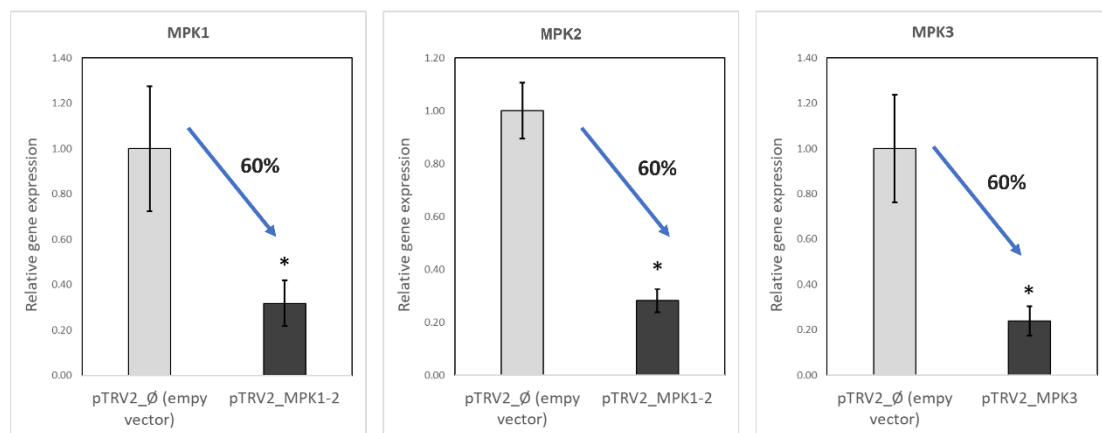 MPK1
Relative gene expression
1.40
1.20
1.00
0.80
0.60
0.40
0.20
0.00
60%
*
pTRV2_Ø (empy
vector)
pTRV2_MPK1-2
MPK2
Relative gene expression
1.20
1.00
0.80
0.60
0.40
0.20
0.00
60%
*
pTRV2_Ø (empy
vector)
pTRV2_MPK1-2
MPK3
Relative gene expression
1.40
1.20
1.00
0.80
0.60
0.40
0.20
0.00
60%
*
pTRV2_Ø (empy
vector)
pTRV2_MPK3